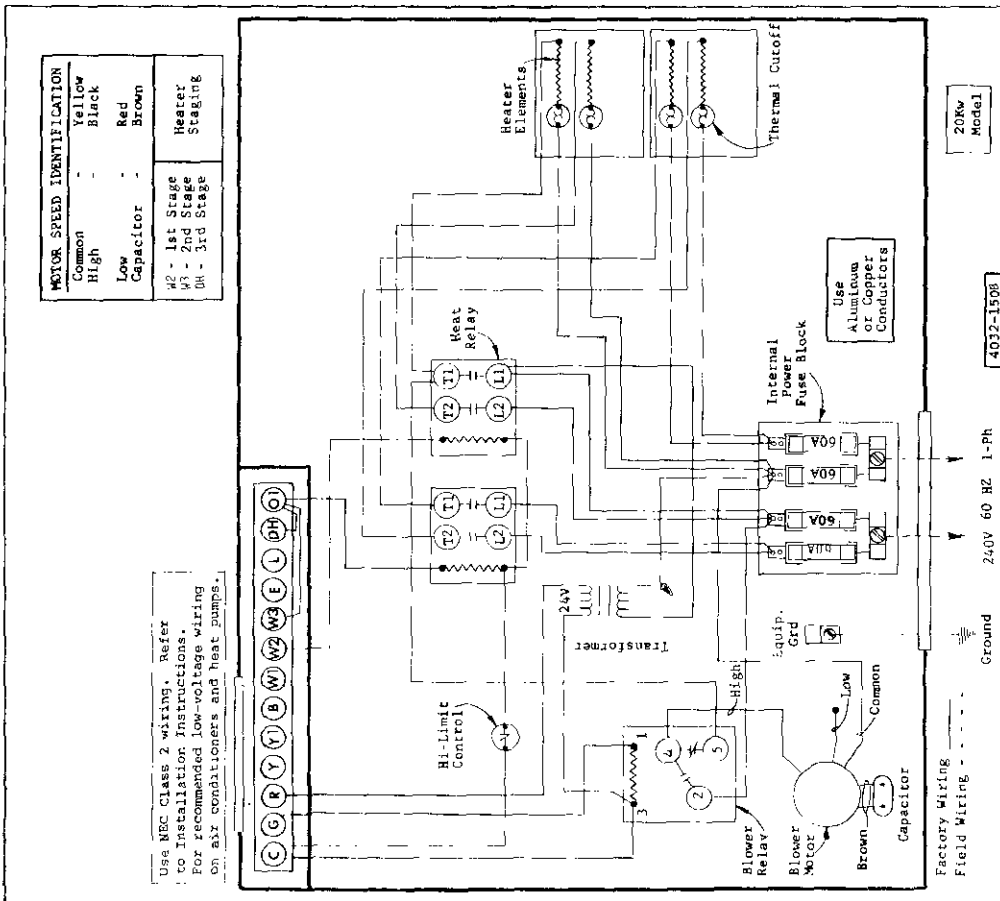 MOTOR SPEED IDENTIFICATION
Common - Yellow
High - Black
Low - Red
Capacitor - Brown
W2 - 1st Stage
W3 - 2nd Stage
OH - 3rd Stage
Heater
Staging
Use NEC Class 2 wiring. Refer
to Installation Instructions.
For recommended low-voltage wiring
on air conditioners and heat pumps.
C G R Y Y1 B W1 W2 W3 E L OH O1
Heater
Elements
Thermal Cutoff
Heat
Relay
T1 L1
T2 L2
T1 L1
T2 L2
Hi-Limit
Control
24V
Transformer
Equip.
Grd
Internal
Power
Fuse Block
60A
60A
60A
Use
Aluminum
or Copper
Conductors
1
3
4
5
2
Blower
Relay
High
Low
Common
Blower
Motor
Brown
Capacitor
Factory Wiring
Field Wiring - - - -
Ground
240V 60 HZ 1-Ph
4032-150B
20Kw
Model